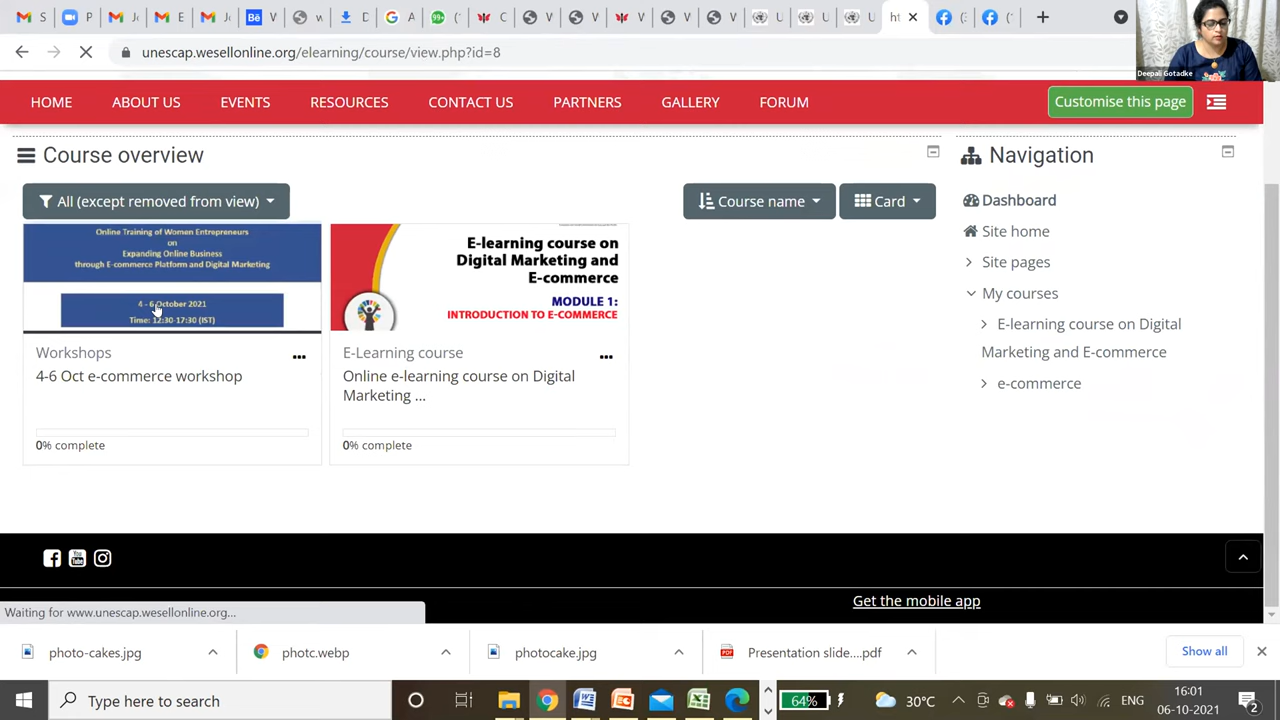 unescap.wesellonline.org/elearning/course/view.php?id=8
Deepali Gotadke
HOME ABOUT US EVENTS RESOURCES CONTACT US PARTNERS GALLERY FORUM Customise this page
Course overview
All (except removed from view) Course name Card
Online Training of Women Entrepreneurs
on
Expanding Online Business
through E-commerce Platform and Digital Marketing
4 - 6 October 2021
Time: 12:30-17:30 (IST)
Workshops
4-6 Oct e-commerce workshop
0% complete
E-learning course on
Digital Marketing and
E-commerce
MODULE 1:
INTRODUCTION TO E-COMMERCE
E-Learning course
Online e-learning course on Digital
Marketing ...
0% complete
Navigation
Dashboard
Site home
Site pages
My courses
E-learning course on Digital
Marketing and E-commerce
e-commerce
You
Tube
Get the mobile app
Waiting for www.unescap.wesellonline.org...
photo-cakes.jpg photc.webp photocake.jpg Presentation slide....pdf Show all
Type here to search
64% 30°C ENG
16:01
06-10-2021
2